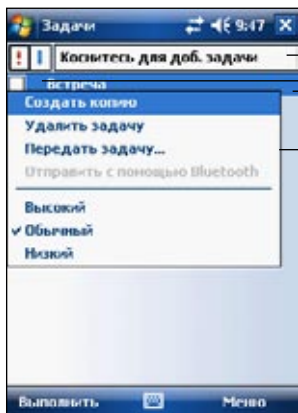 Задачи 9:47
! ↓ Коснитесь для доб. задачи
Встреча
Создать копию
Удалить задачу
Передать задачу...
Отправить с помощью Bluetooth
Высокий
Обычный
Низкий
Выполнить Меню